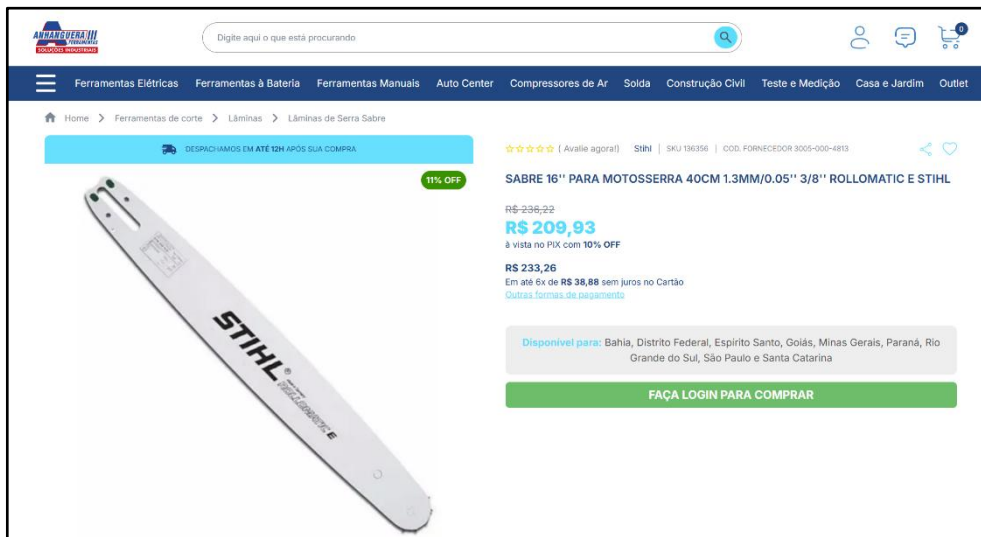 ANHANGUERA
FERRAMENTAS
SOLUÇÕES INDUSTRIAIS
Digite aqui o que está procurando
0
Ferramentas Elétricas Ferramentas à Bateria Ferramentas Manuais Auto Center Compressores de Ar Solda Construção Civil Teste e Medição Casa e Jardim Outlet
Home > Ferramentas de corte > Lâminas > Lâminas de Serra Sabre
DESPACHAMOS EM ATÉ 12H APÓS SUA COMPRA
11% OFF
STIHL
ROLLOMATIC E
( Avalie agora!) Stihl | SKU 136356 | COD. FORNECEDOR 3005-000-4813
SABRE 16'' PARA MOTOSSERRA 40CM 1.3MM/0.05'' 3/8'' ROLLOMATIC E STIHL
R$ 236,22
R$ 209,93
à vista no PIX com 10% OFF
R$ 233,26
Em até 6x de R$ 38,88 sem juros no Cartão
Outras formas de pagamento
Disponível para: Bahia, Distrito Federal, Espirito Santo, Goiás, Minas Gerais, Paraná, Rio
Grande do Sul, São Paulo e Santa Catarina
FAÇA LOGIN PARA COMPRAR